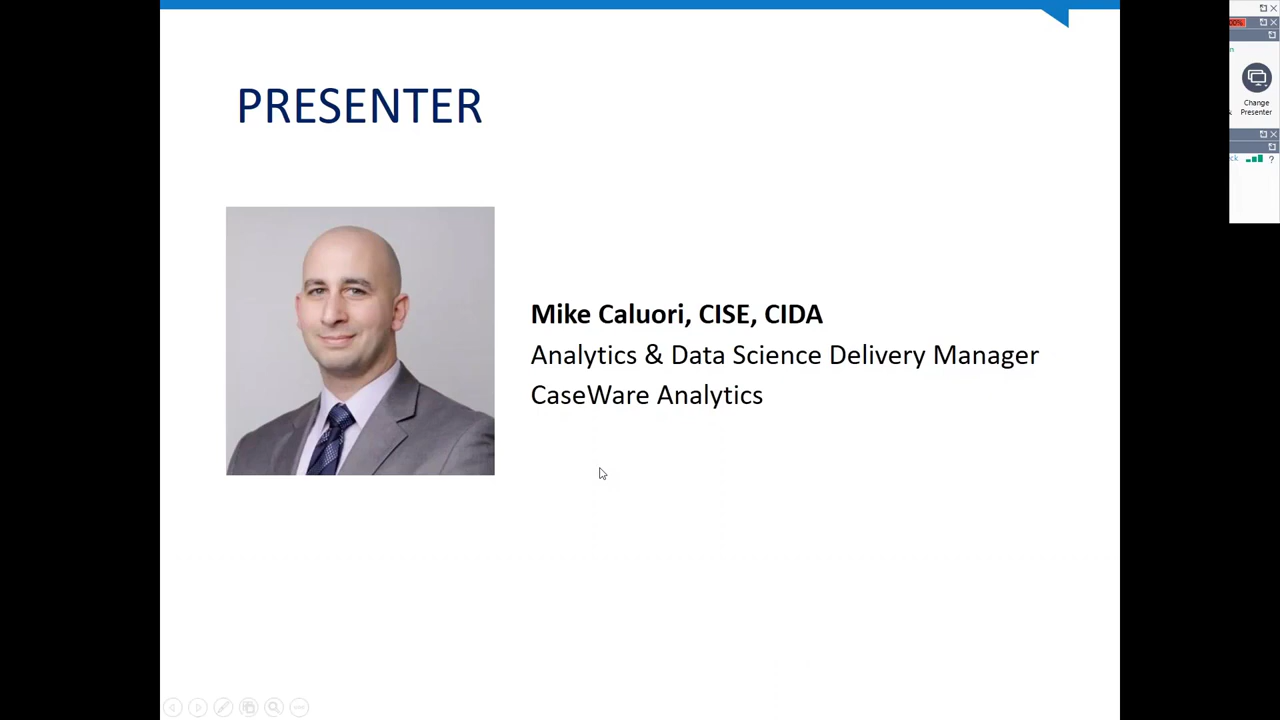 PRESENTER
Mike Caluori, CISE, CIDA
Analytics & Data Science Delivery Manager
CaseWare Analytics
Change
Presenter
?